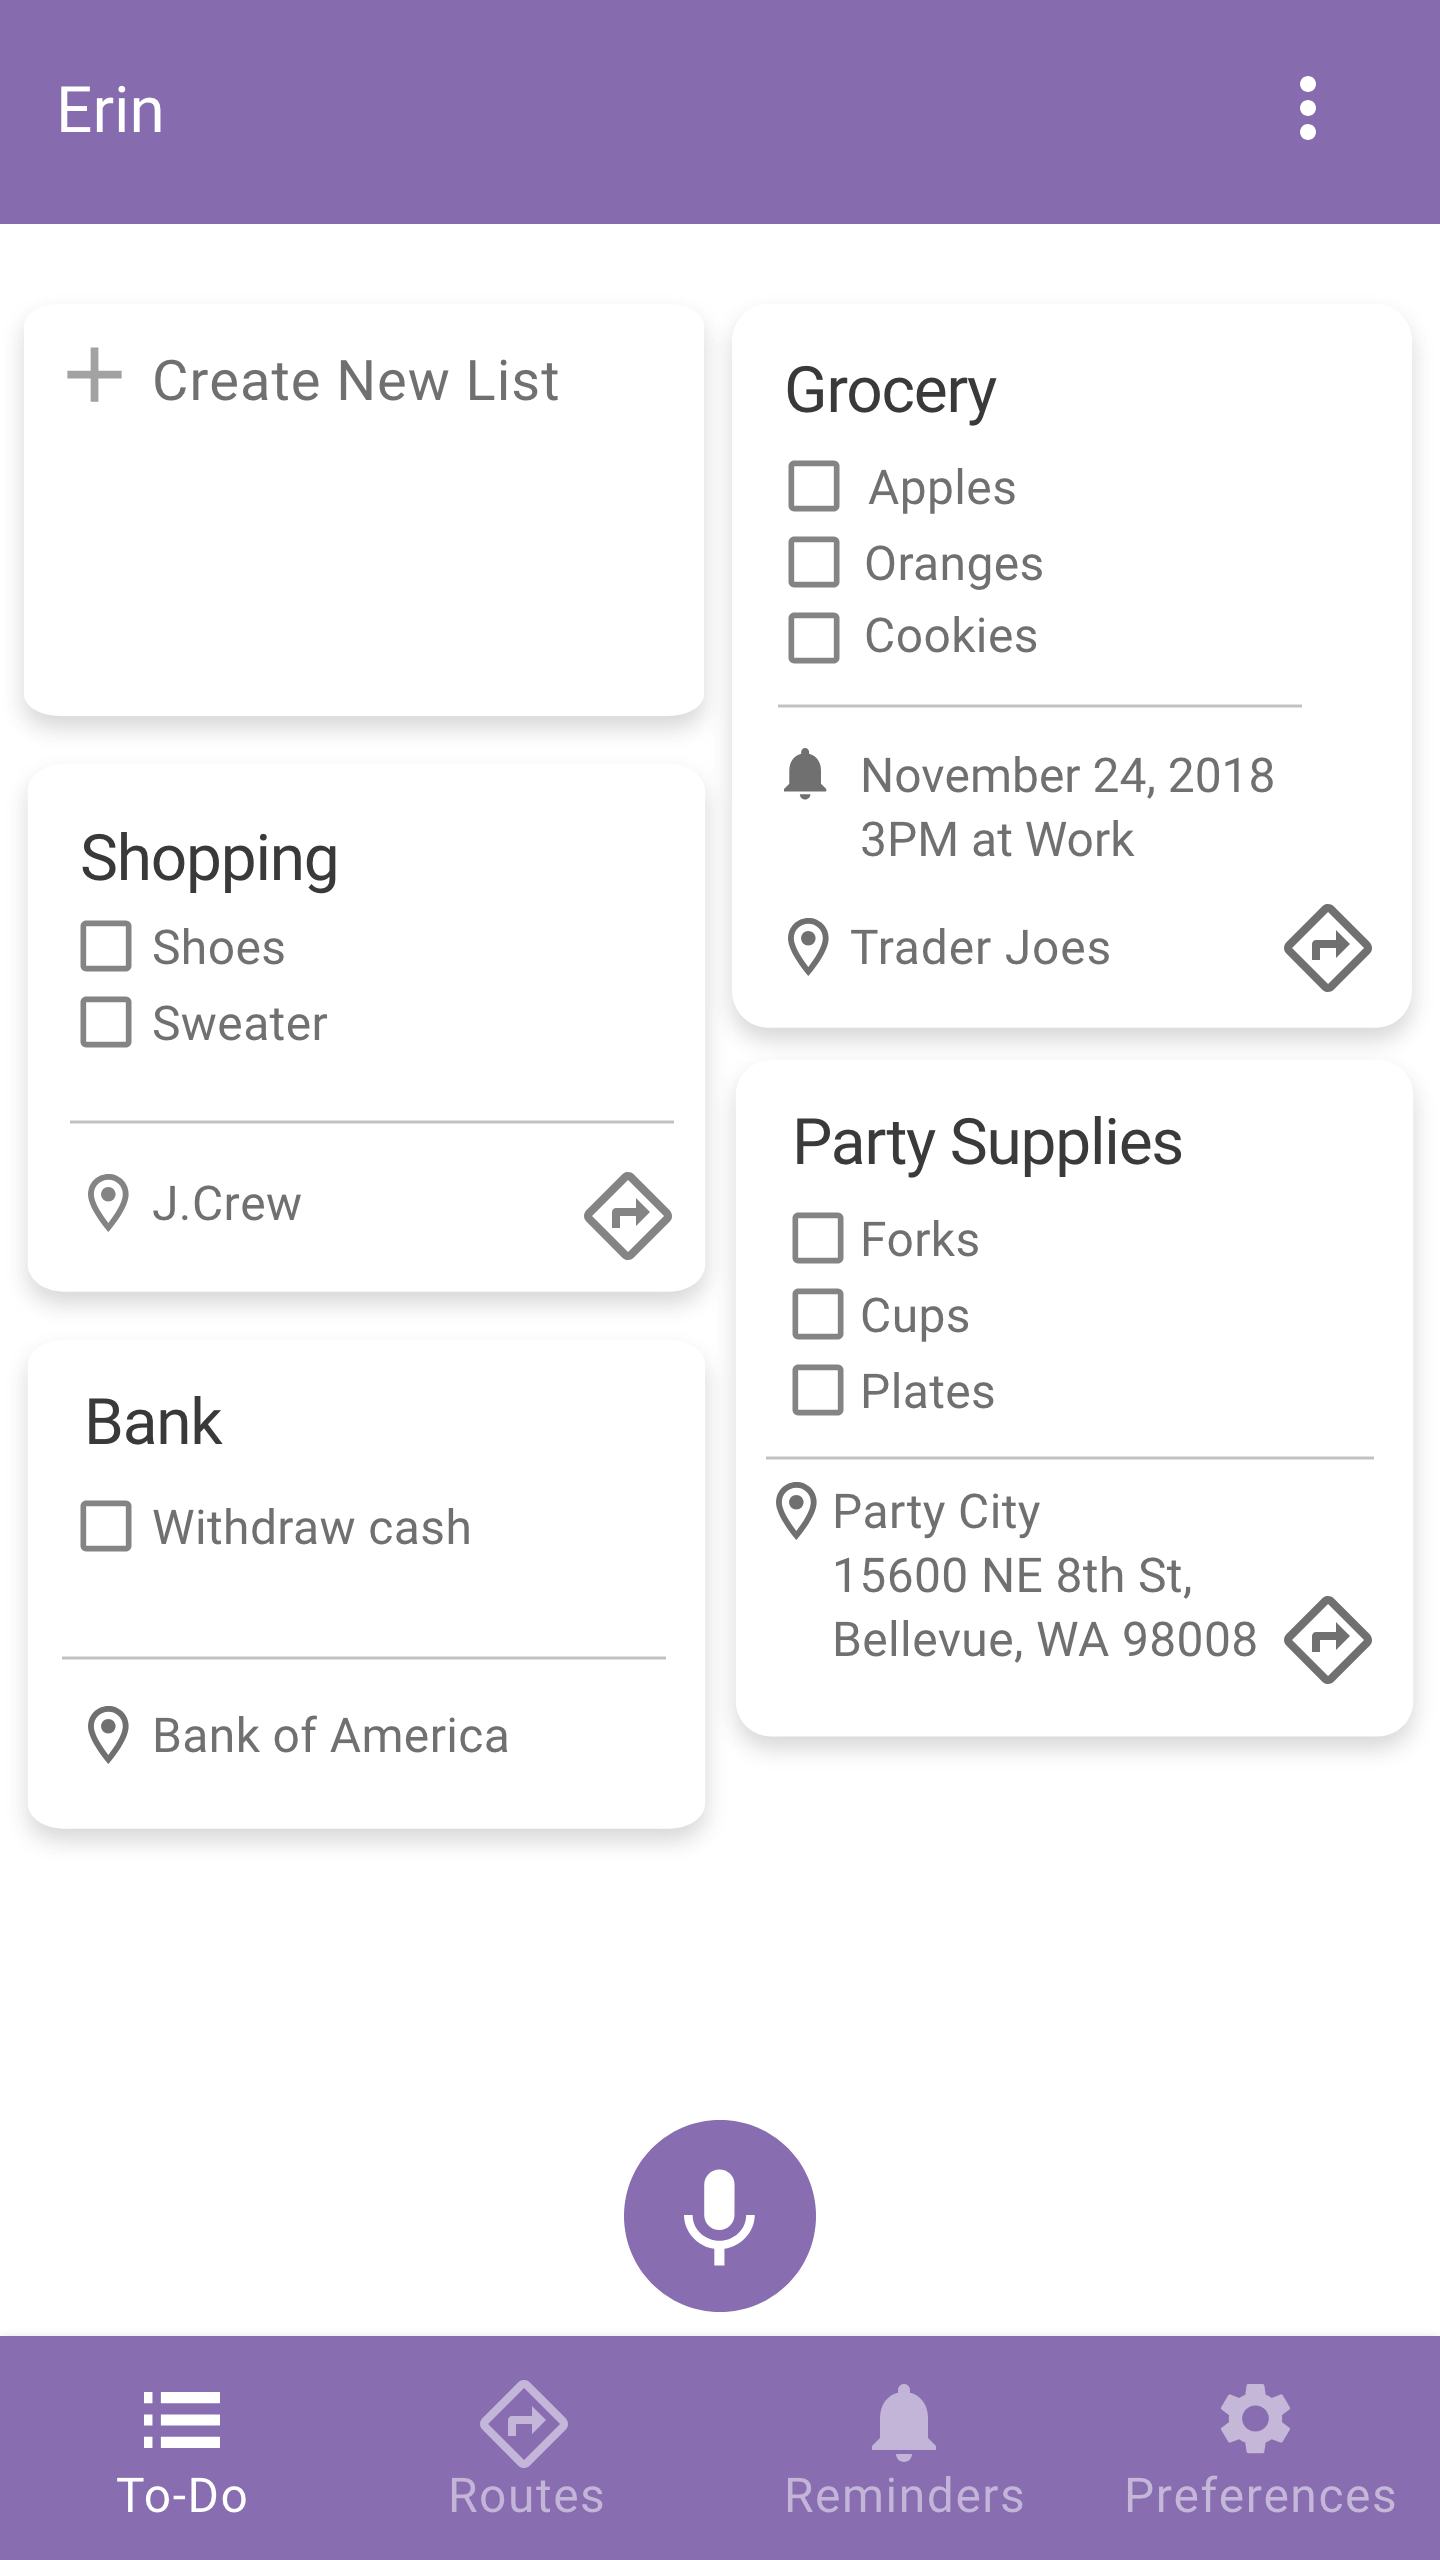 Erin
Create New List
Grocery
Apples
Oranges
Cookies
November 24, 2018
3PM at Work
Trader Joes
Shopping
Shoes
Sweater
J.Crew
Party Supplies
Forks
Cups
Plates
Party City
15600 NE 8th St,
Bellevue, WA 98008
Bank
Withdraw cash
Bank of America
To-Do
Routes
Reminders
Preferences